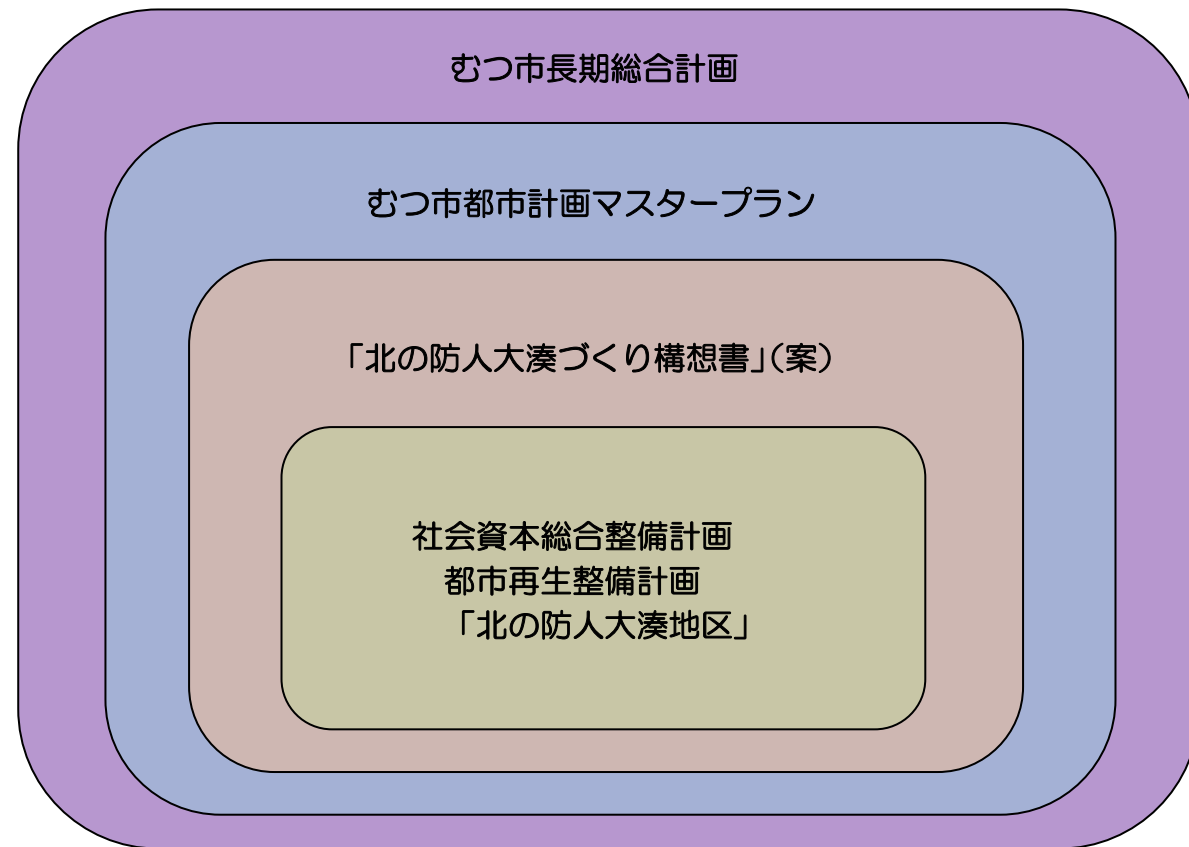 むつ市長期総合計画
むつ市都市計画マスタープラン
「北の防人大湊づくり構想書」（案）
社会資本総合整備計画
都市再生整備計画
「北の防人大湊地区」